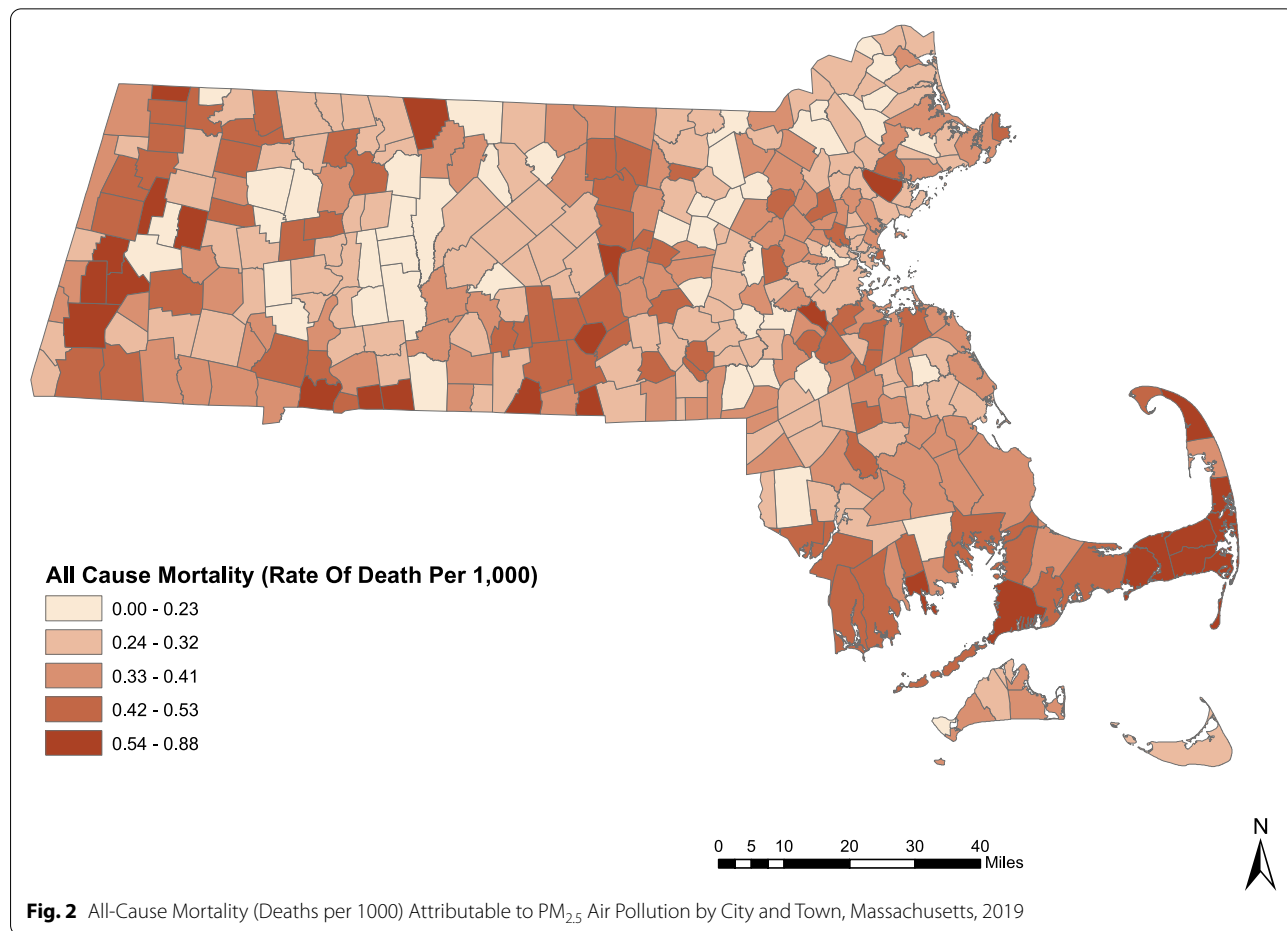 All Cause Mortality (Rate Of Death Per 1,000)
0.00 - 0.23
0.24 - 0.32
0.33 - 0.41
0.42 - 0.53
0.54 - 0.88
0 5 10 20 30 40
Miles
N
Fig. 2 All-Cause Mortality (Deaths per 1000) Attributable to PM2.5 Air Pollution by City and Town, Massachusetts, 2019